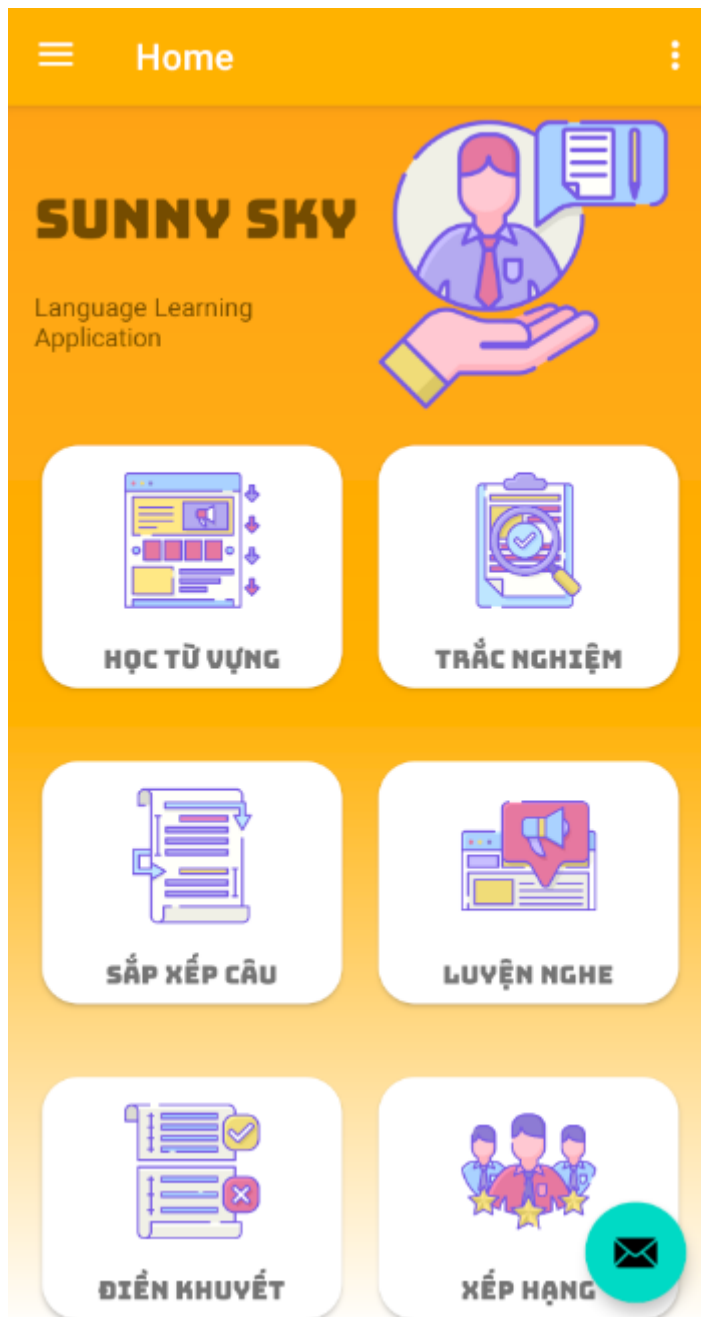 Home
SUNNY SKY
Language Learning
Application
HỌC TỪ VỰNG
TRẮC NGHIỆM
SẮP XẾP CÂU
LUYỆN NGHE
ĐIỀN KHUYẾT
XẾP HẠNG